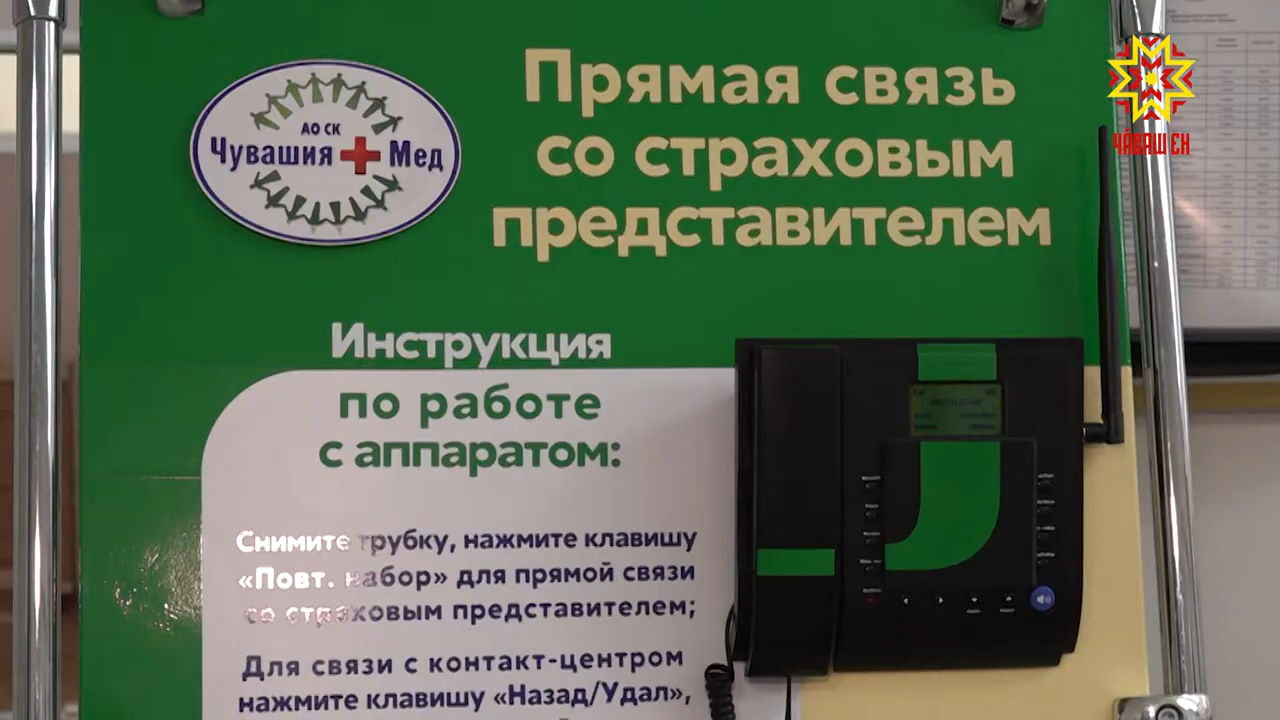 АО СК
Чувашия Мед
Прямая связь
со страховым
представителем
ЧӐВАШ ЕН
Инструкция
по работе
с аппаратом:
Снимите трубку, нажмите клавишу
«Повт. набор» для прямой связи
со страховым представителем;
Для связи с контакт-центром
нажмите клавишу «Назад/Удал»,